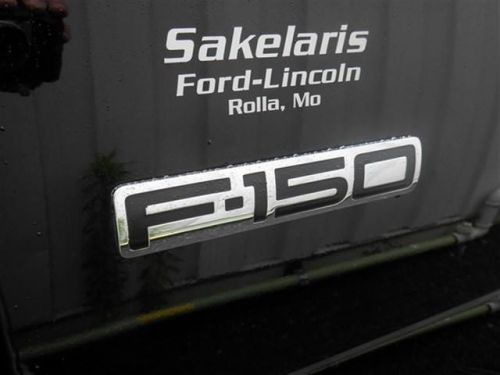 Sakelaris
Ford-Lincoln
Rolla, Mo
F-150